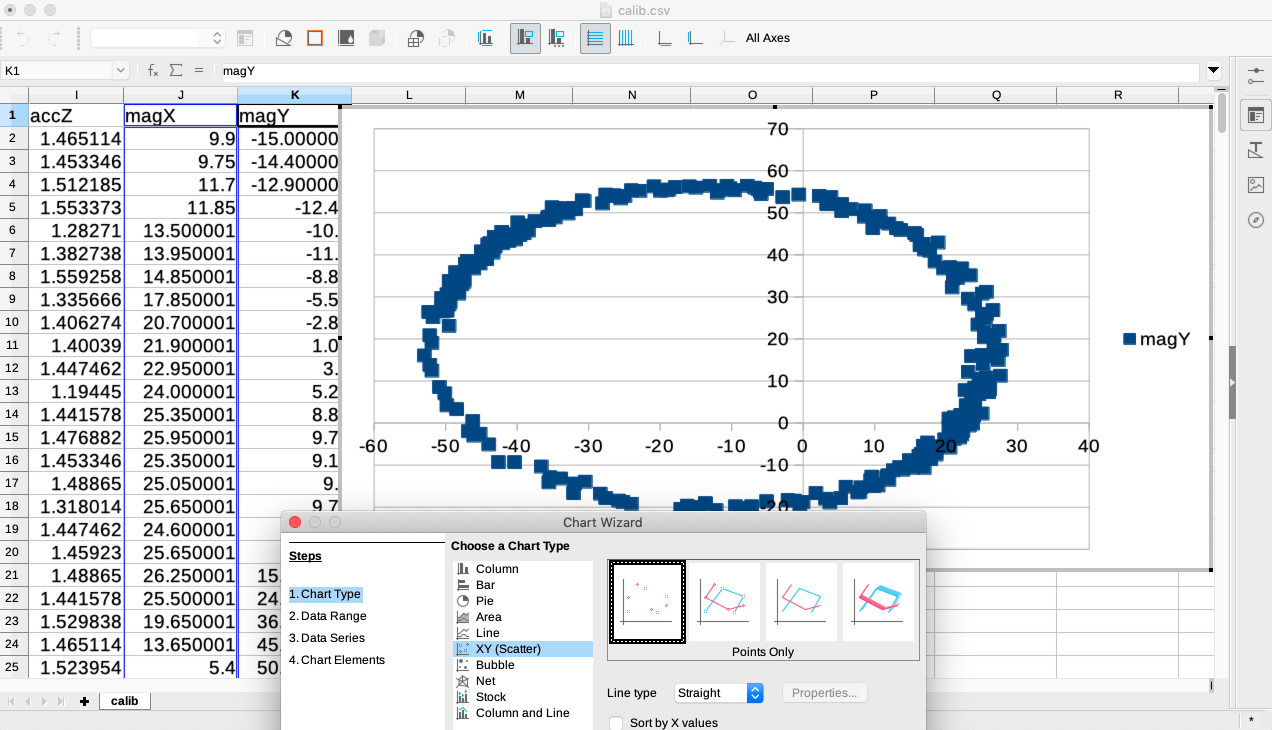 calib.csv
All Axes
K1
fx Σ =
magY
I J K L M N O P Q R
1 accZ magX magY
2 1.465114 9.9 -15.00000
3 1.453346 9.75 -14.40000
4 1.512185 11.7 -12.90000
5 1.553373 11.85 -12.4
6 1.28271 13.500001 -10.
7 1.382738 13.950001 -11.
8 1.559258 14.850001 -8.8
9 1.335666 17.850001 -5.5
10 1.406274 20.700001 -2.8
11 1.40039 21.900001 1.0
12 1.447462 22.950001 3.
13 1.19445 24.000001 5.2
14 1.441578 25.350001 8.8
15 1.476882 25.950001 9.7
16 1.453346 25.350001 9.1
17 1.48865 25.050001 9.
18 1.318014 25.650001 9.7
19 1.447462 24.600001
20 1.45923 25.650001
21 1.48865 26.250001 15.
22 1.441578 25.500001 24.
23 1.529838 19.650001 36.
24 1.465114 13.650001 45.
25 1.523954 5.4 50.
70
60
50
40
30
20
10
0
-10
-20
-60 -50 -40 -30 -20 -10 0 10 20 30 40
magY
Chart Wizard
Steps
1. Chart Type
2. Data Range
3. Data Series
4. Chart Elements
Choose a Chart Type
Column
Bar
Pie
Area
Line
XY (Scatter)
Bubble
Net
Stock
Column and Line
Points Only
Line type Straight Properties...
Sort by X values
calib
*